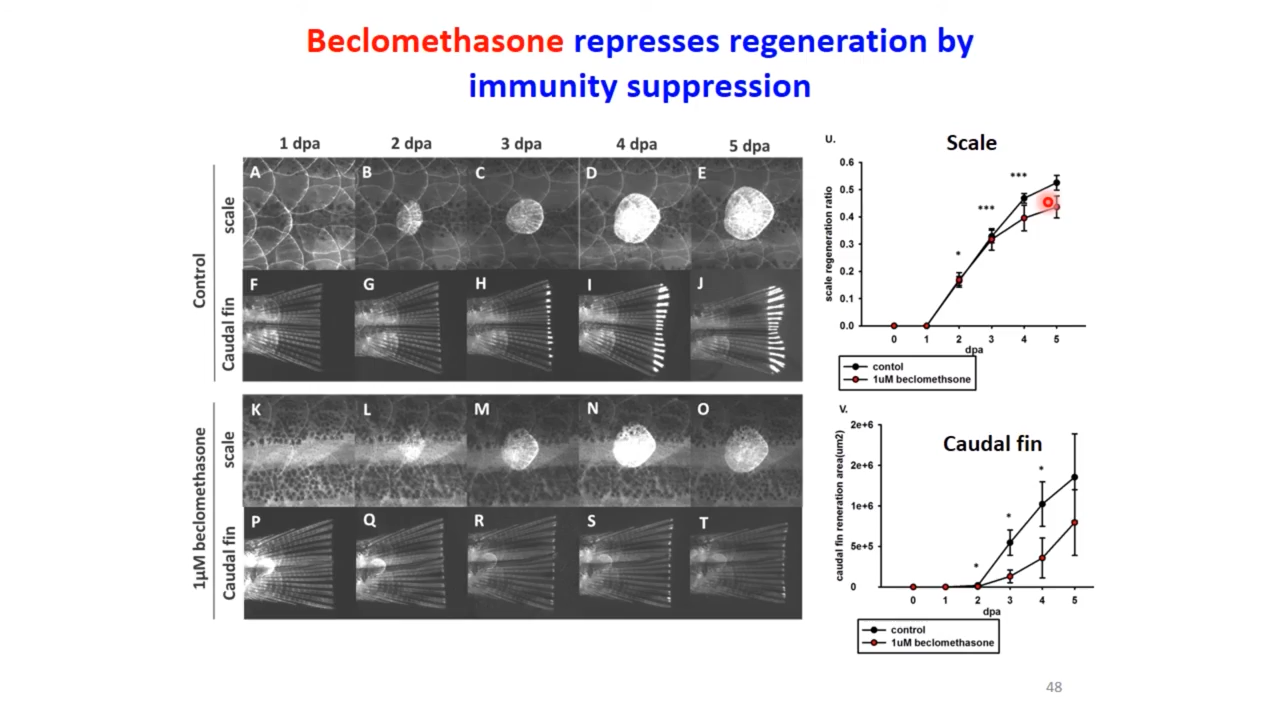 Beclomethasone represses regeneration by
immunity suppression
1 dpa 2 dpa 3 dpa 4 dpa 5 dpa
Control
scale
A B C D E
Caudal fin
F G H I J
1µM beclomethasone
scale
K L M N O
Caudal fin
P Q R S T
U.
Scale
scale regeneration ratio
0.6
0.5
0.4
0.3
0.2
0.1
0.0
* *** ***
0 1 2 3 4 5
dpa
contol
1uM beclomethsone
V.
Caudal fin
caudal fin reneration area(um2)
2e+6
2e+6
1e+6
5e+5
0
* * *
0 1 2 3 4 5
dpa
control
1uM beclomethasone
48